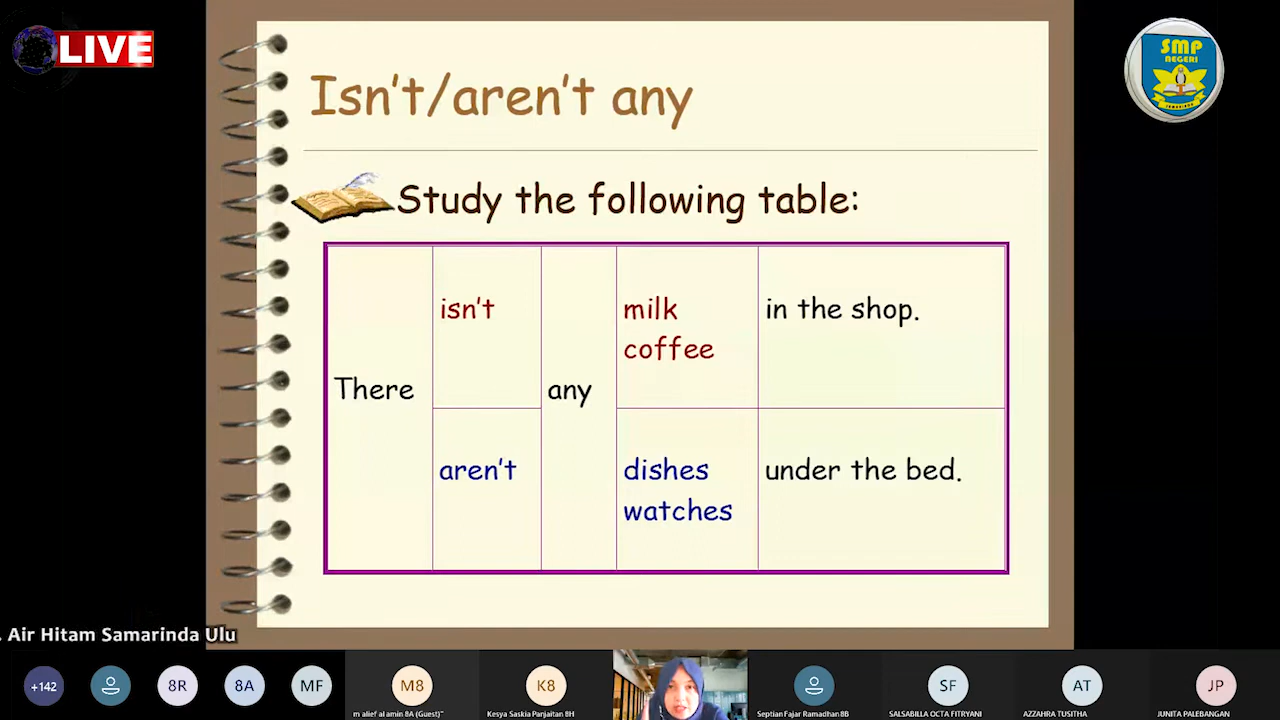 LIVE
SMP
NEGERI
SAMARINDA
Isn't/aren't any
Study the following table:
There
isn't
any
milk
coffee
in the shop.
aren't
dishes
watches
under the bed.
. Air Hitam Samarinda Ulu
+142
8R
8A
MF
M8
m alief al amin 8A (Guest)"
K8
Kesya Saskia Panjaitan 8H
Septian Fajar Ramadhan 8B
SF
SALSABILLA OCTA FITRYANI
AT
AZZAHRA TUSITHA
JP
JUNITA PALEBANGAN